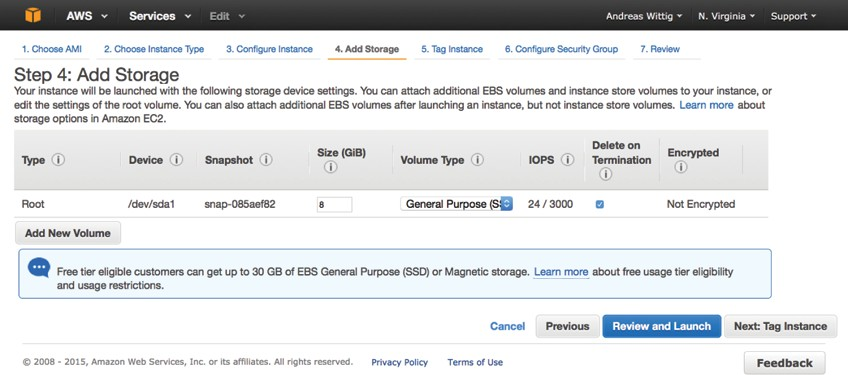 AWS Services Edit Andreas Wittig N. Virginia Support
1. Choose AMI 2. Choose Instance Type 3. Configure Instance 4. Add Storage 5. Tag Instance 6. Configure Security Group 7. Review
Step 4: Add Storage
Your instance will be launched with the following storage device settings. You can attach additional EBS volumes and instance store volumes to your instance, or
edit the settings of the root volume. You can also attach additional EBS volumes after launching an instance, but not instance store volumes. Learn more about
storage options in Amazon EC2.
Type Device Snapshot Size (GiB) Volume Type IOPS Delete on Termination Encrypted
Root /dev/sda1 snap-085aef82 8 General Purpose (SS 24 / 3000 Not Encrypted
Add New Volume
Free tier eligible customers can get up to 30 GB of EBS General Purpose (SSD) or Magnetic storage. Learn more about free usage tier eligibility
and usage restrictions.
Cancel Previous Review and Launch Next: Tag Instance
© 2008 - 2015, Amazon Web Services, Inc. or its affiliates. All rights reserved. Privacy Policy Terms of Use Feedback